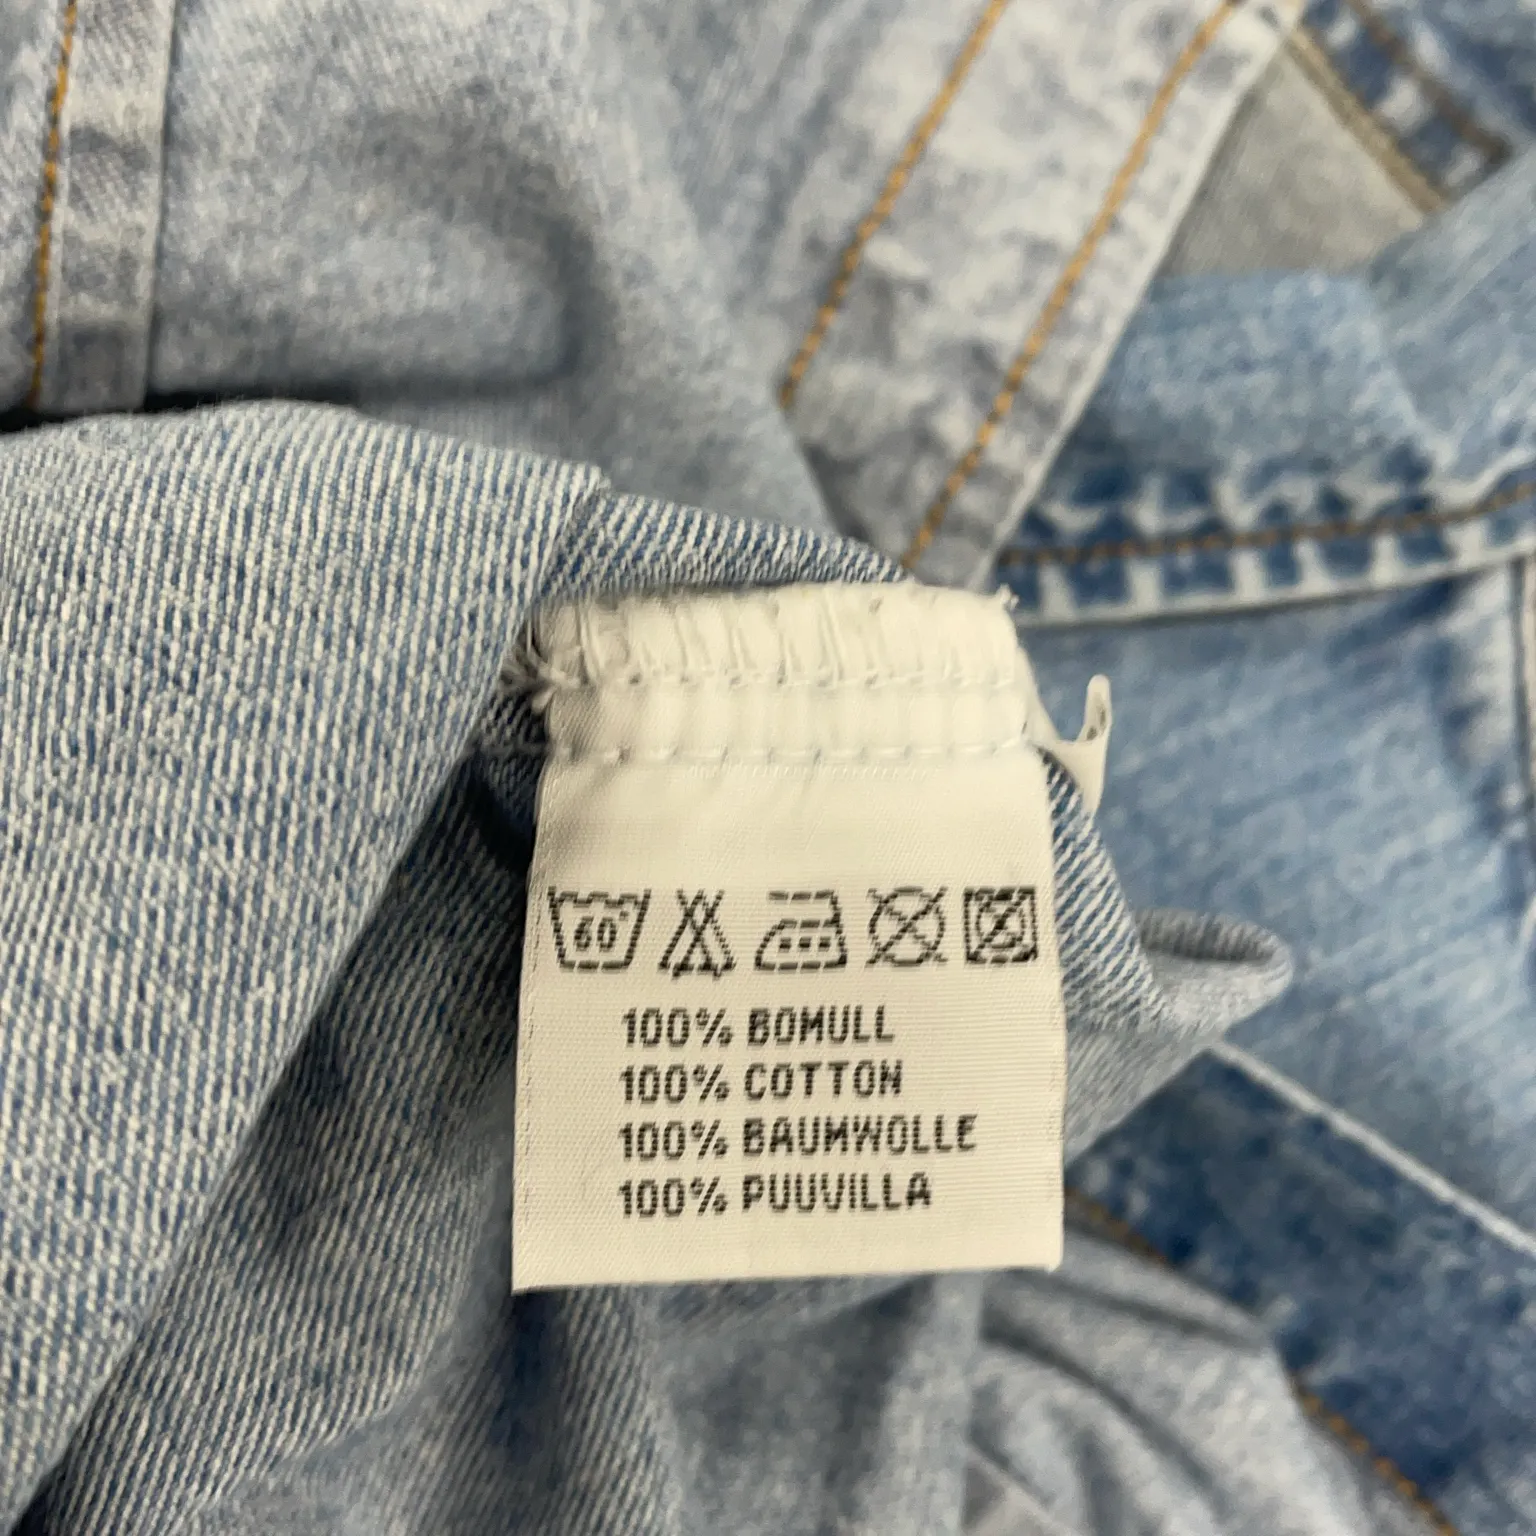 60°
100% BOMULL
100% COTTON
100% BAUMWOLLE
100% PUUVILLA